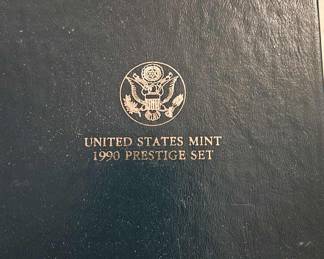 UNITED STATES MINT
1990 PRESTIGE SET